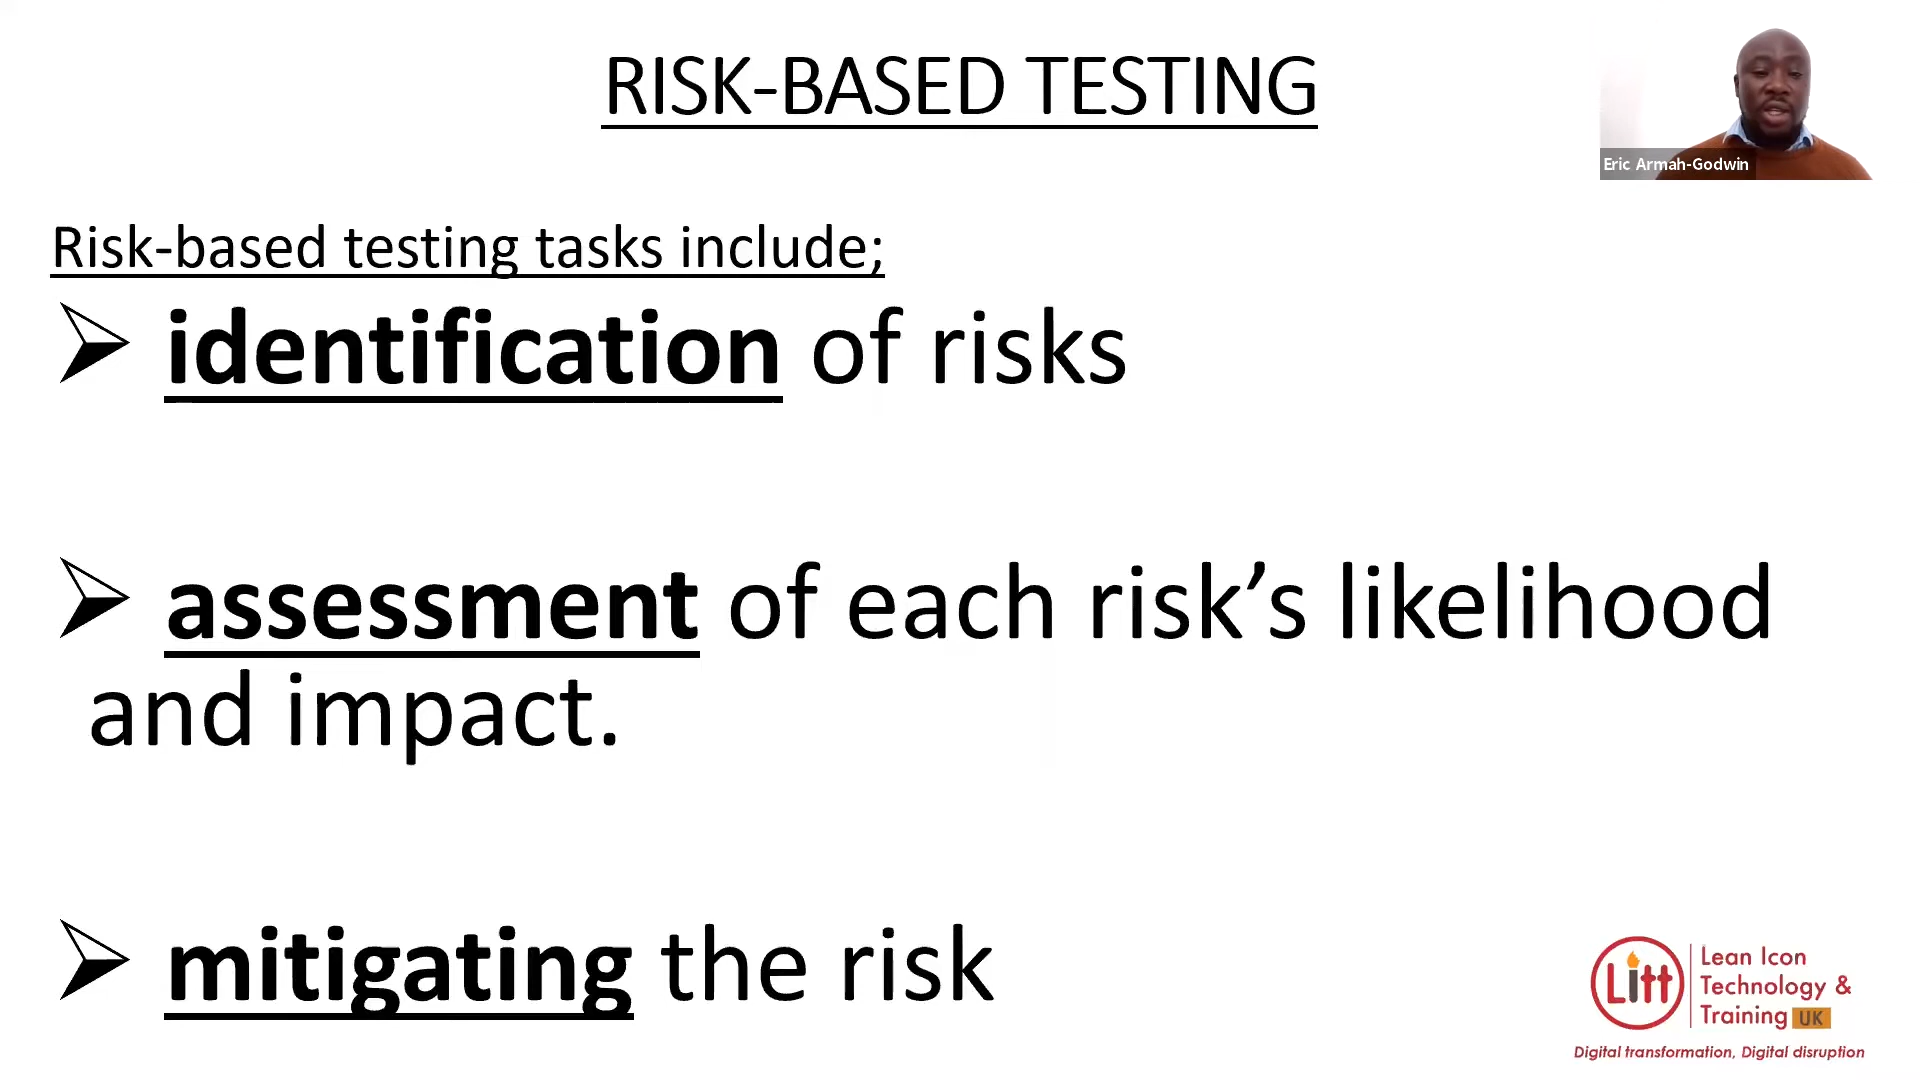 RISK-BASED TESTING
Eric Armah-Godwin
Risk-based testing tasks include;
identification of risks
assessment of each risk’s likelihood
and impact.
mitigating the risk
Litt
Lean Icon
Technology &
Training UK
Digital transformation, Digital disruption